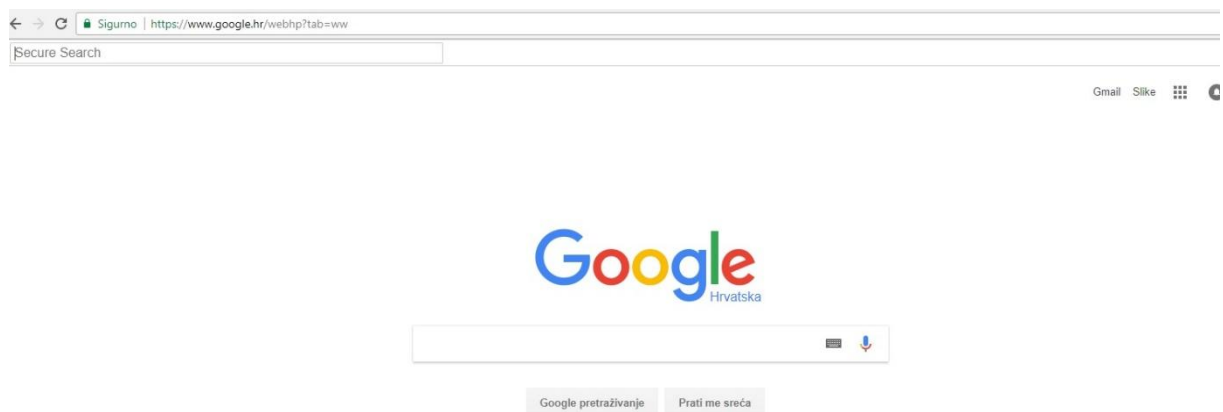 Sigurno | https://www.google.hr/webhp?tab=ww
Secure Search
Gmail Slike
Google
Hrvatska
Google pretraživanje Prati me sreća